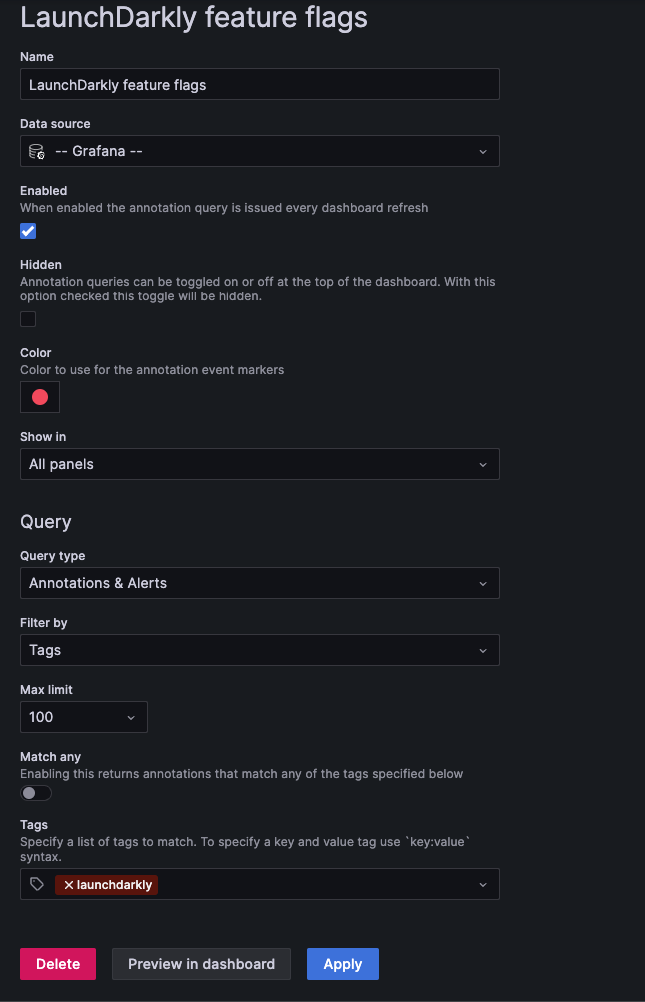 LaunchDarkly feature flags
Name
LaunchDarkly feature flags
Data source
-- Grafana --
Enabled
When enabled the annotation query is issued every dashboard refresh
Hidden
Annotation queries can be toggled on or off at the top of the dashboard. With this
option checked this toggle will be hidden.
Color
Color to use for the annotation event markers
Show in
All panels
Query
Query type
Annotations & Alerts
Filter by
Tags
Max limit
100
Match any
Enabling this returns annotations that match any of the tags specified below
Tags
Specify a list of tags to match. To specify a key and value tag use `key:value`
syntax.
launchdarkly
Delete
Preview in dashboard
Apply